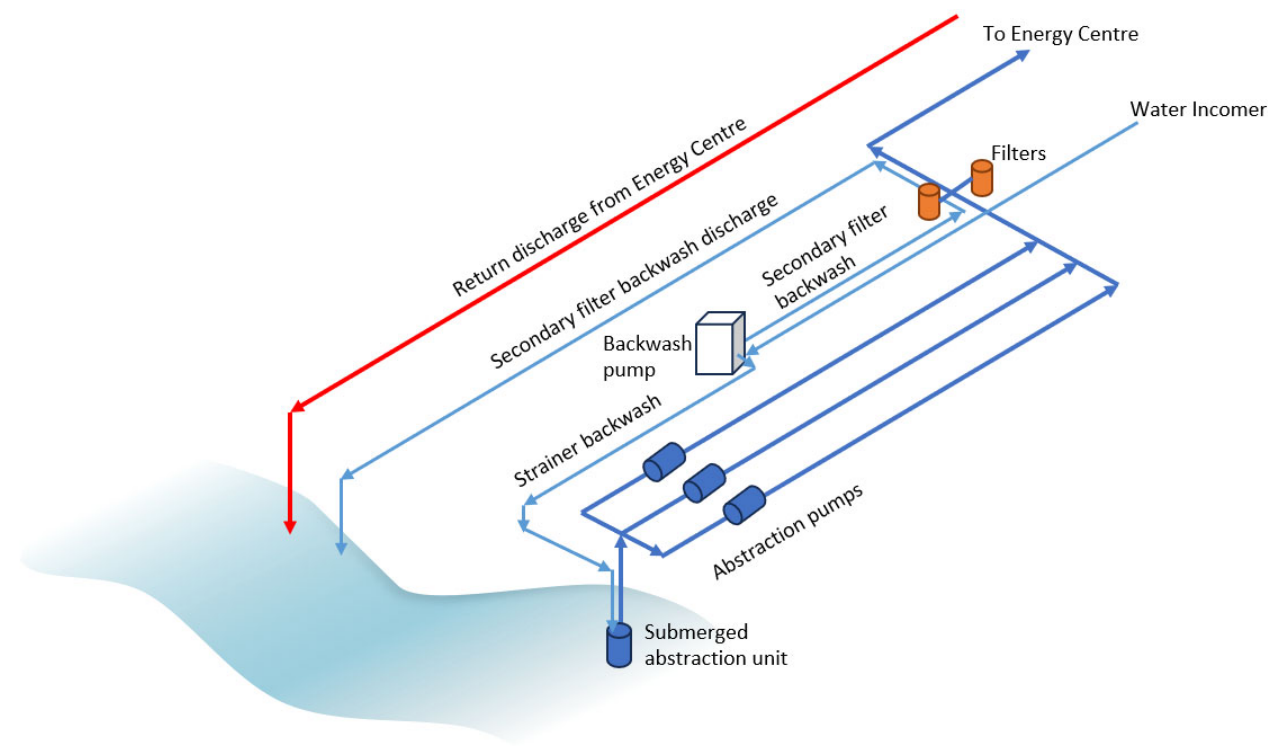 To Energy Centre
Water Incomer
Filters
Return discharge from Energy Centre
Secondary filter backwash discharge
Secondary filter
backwash
Backwash
pump
Strainer backwash
Abstraction pumps
Submerged
abstraction unit